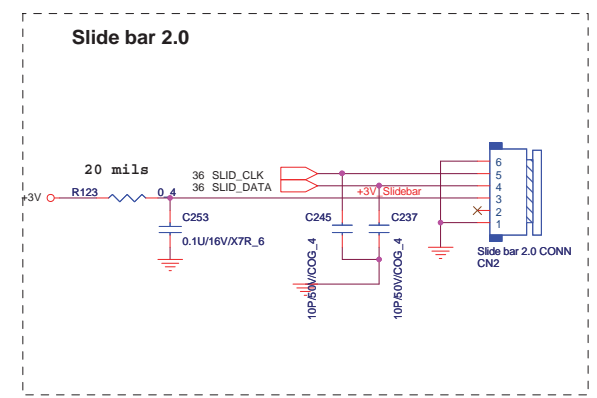 Slide bar 2.0
20 mils
36 SLID_CLK
36 SLID_DATA
+3V
R123
0_4
+3V_Slidebar
6
5
4
3
2
1
C253
0.1U/16V/X7R_6
C245
10P/50V/COG_4
C237
10P/50V/COG_4
Slide bar 2.0 CONN
CN2